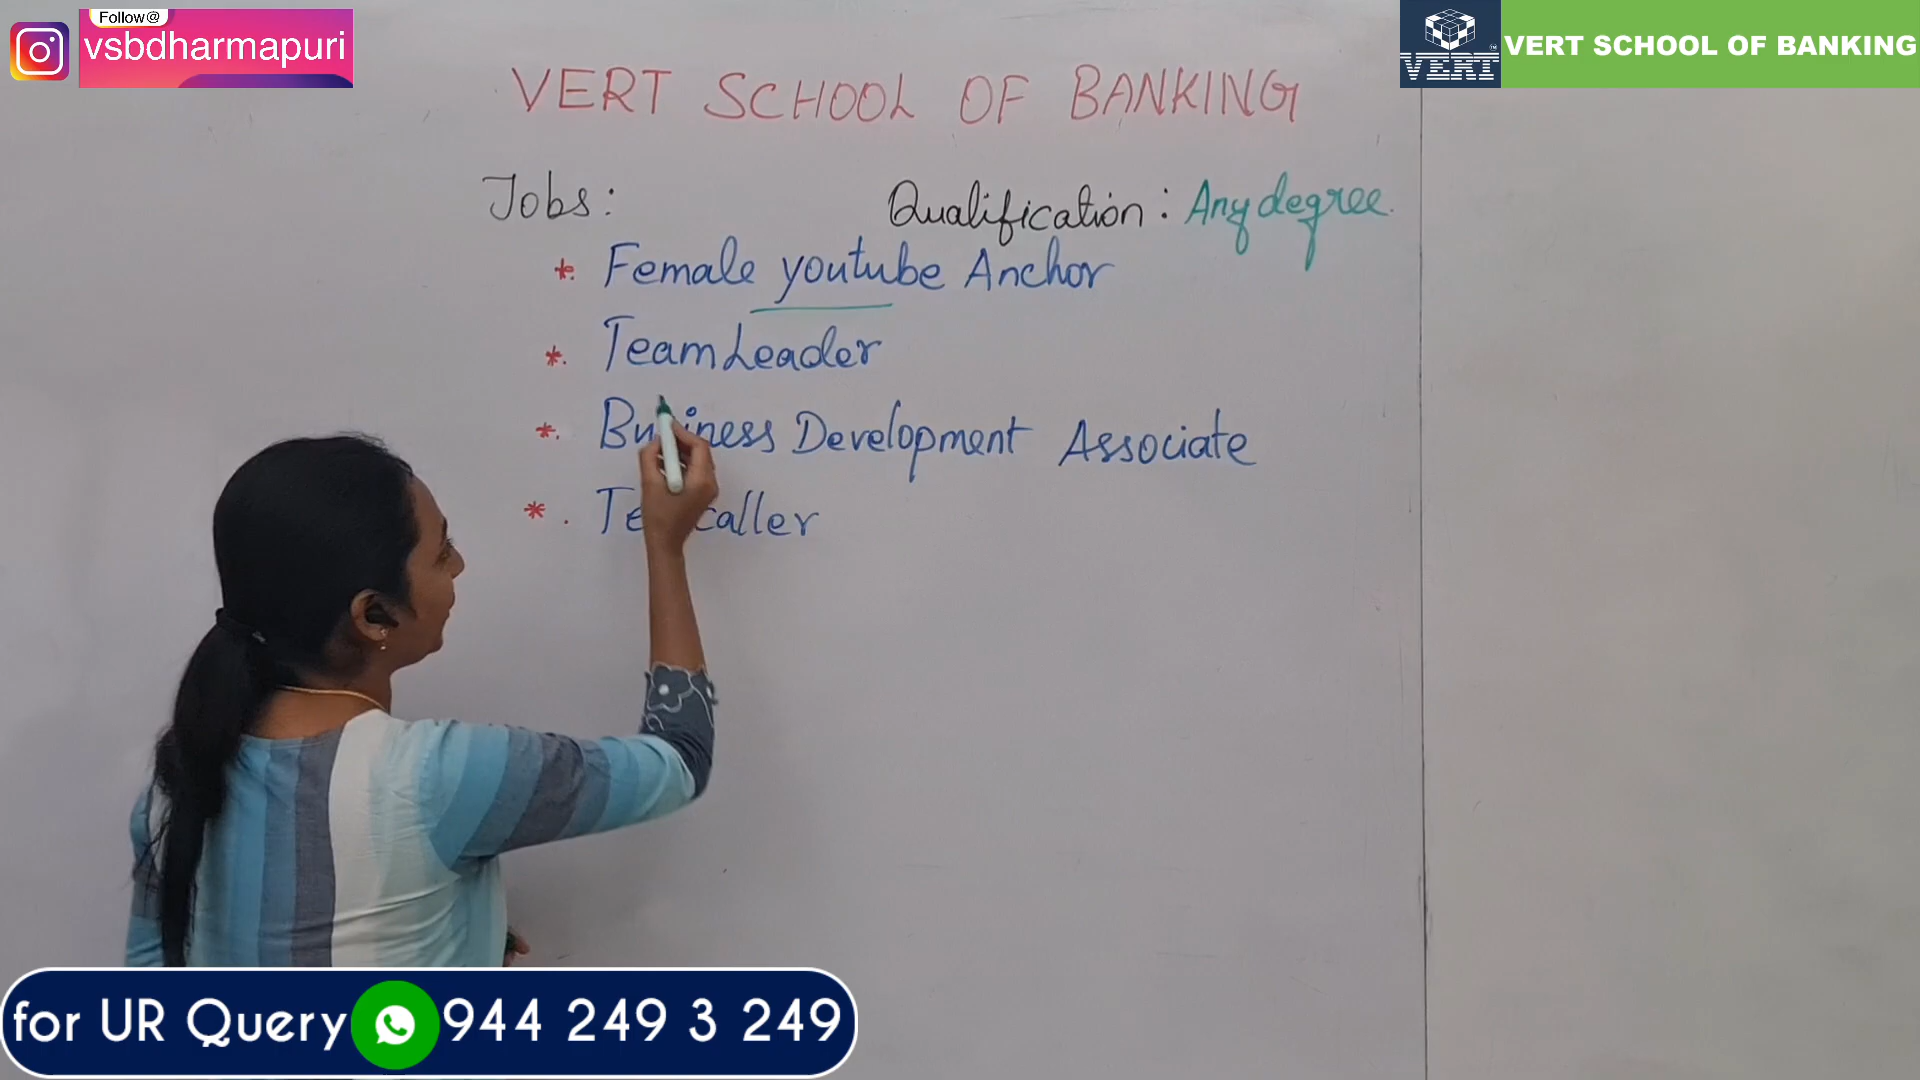 Follow@
vsbdharmapuri
VERT
VERT SCHOOL OF BANKING
VERT SCHOOL OF BANKING
Jobs :
Qualification : Any degree.
*. Female youtube Anchor
*. Team Leader
*. Business Development Associate
*. caller
for UR Query 944 249 3 249